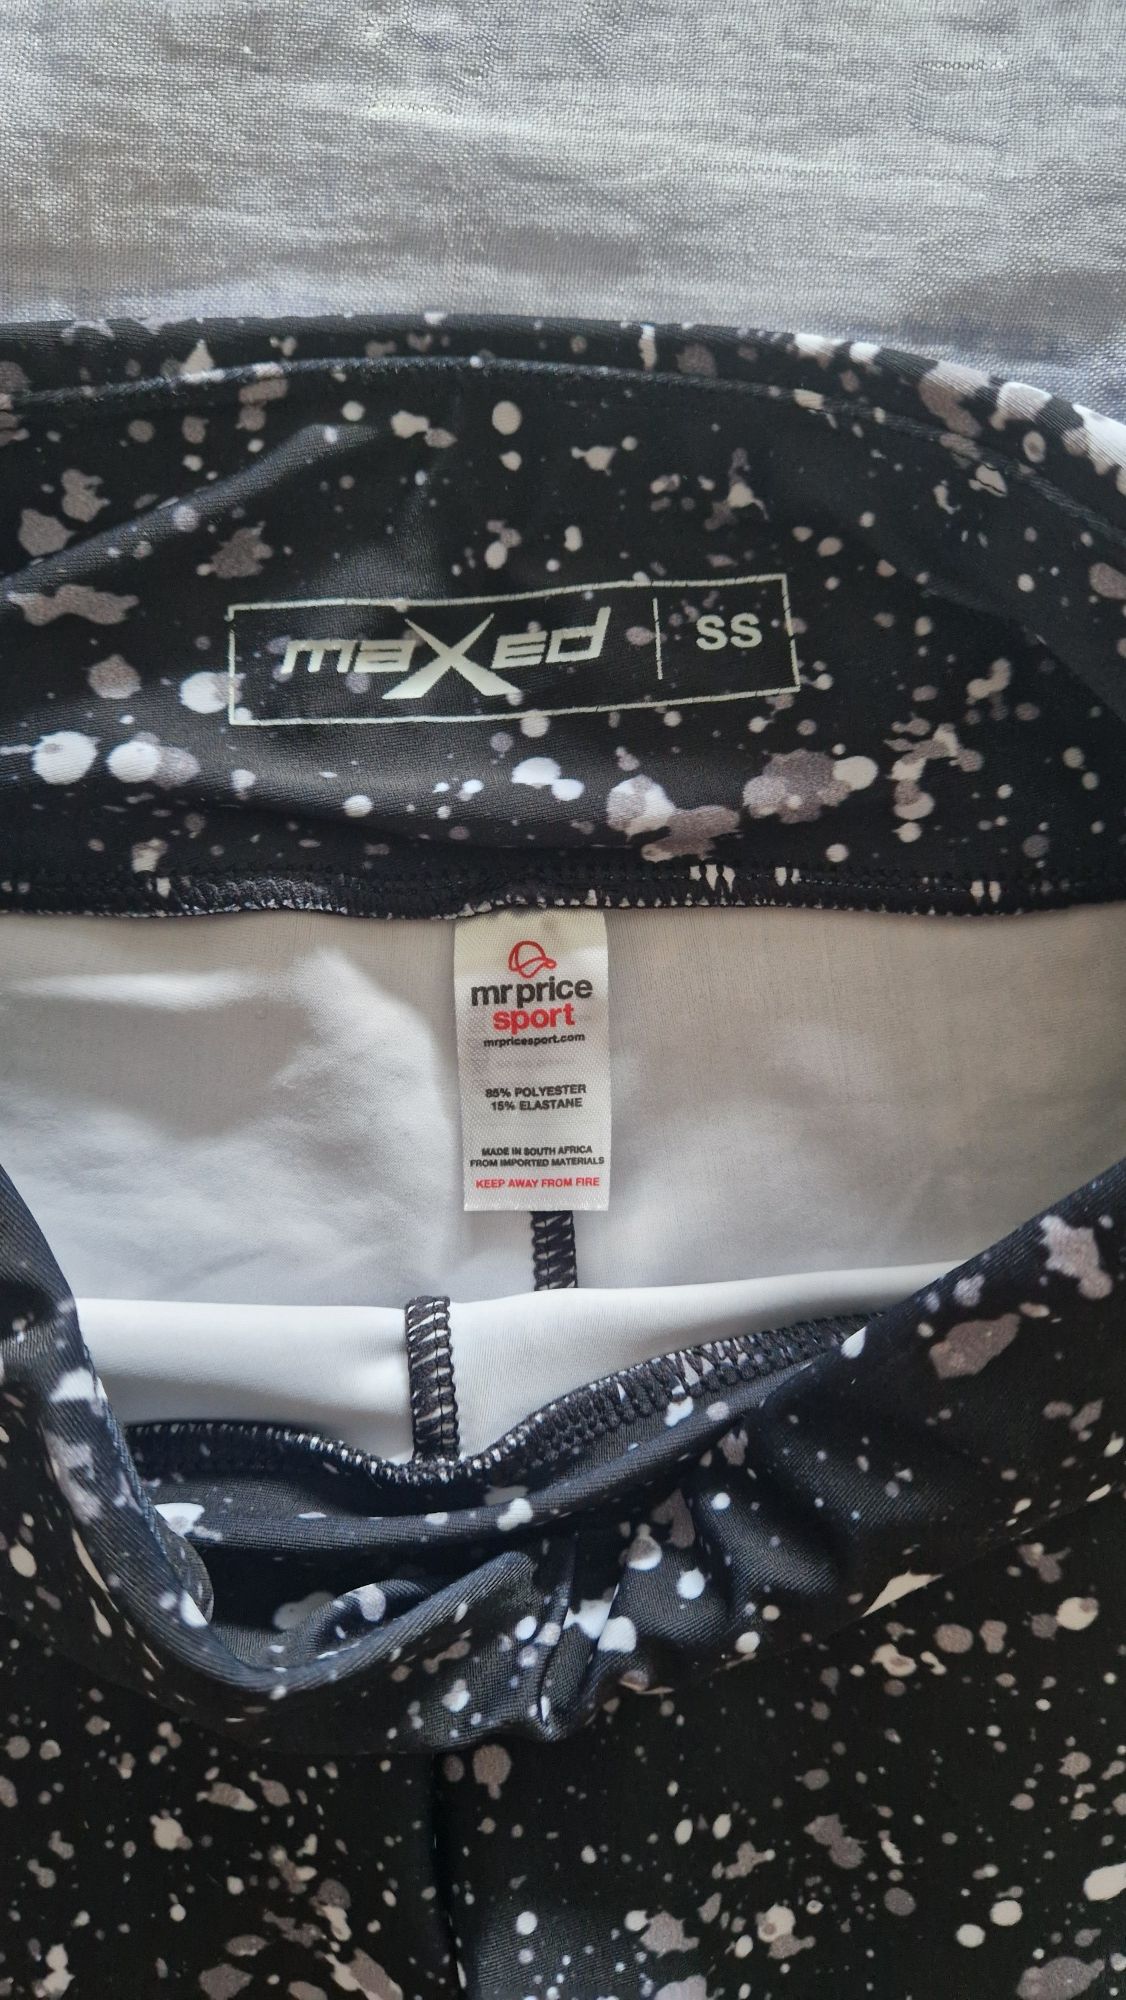 maXed | SS
mr price
sport
mrpricesport.com
85% POLYESTER
15% ELASTANE
MADE IN SOUTH AFRICA
FROM IMPORTED MATERIALS
KEEP AWAY FROM FIRE